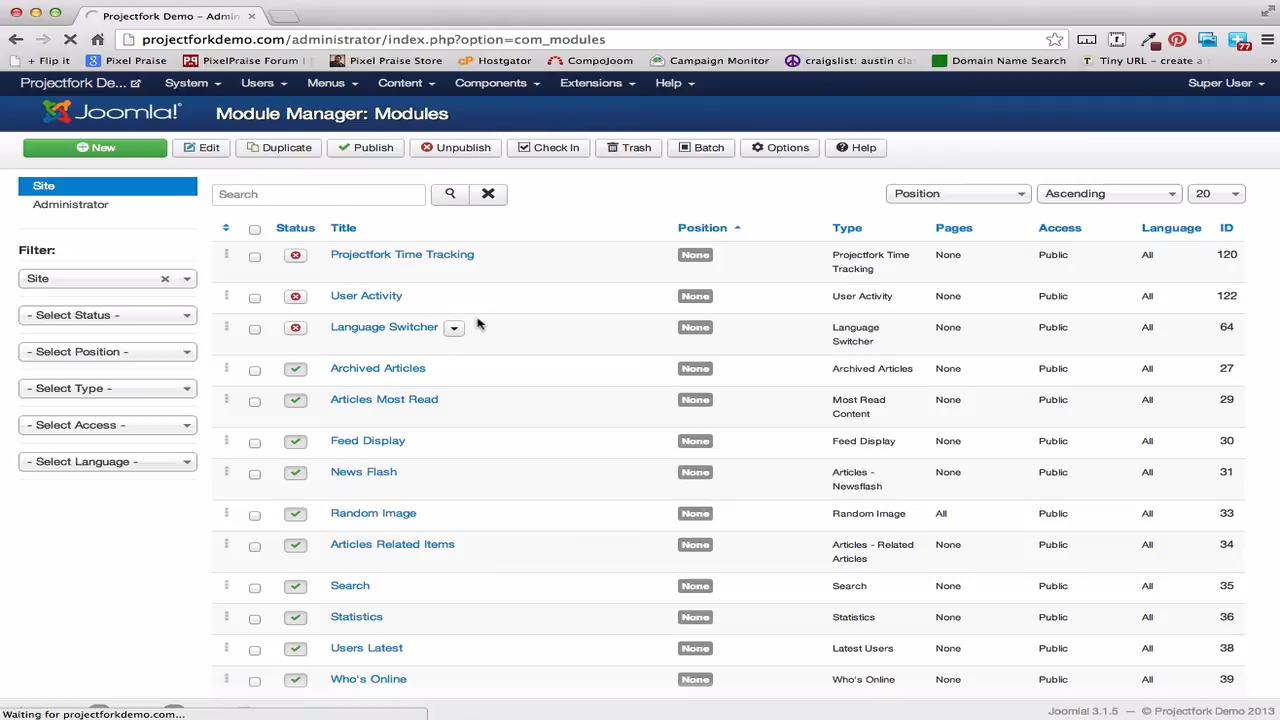 Projectfork Demo – Admin
projectforkdemo.com/administrator/index.php?option=com_modules
+ Flip it Pixel Praise PixelPraise Forum Pixel Praise Store Hostgator CompoJoom Campaign Monitor craigslist: austin cla Domain Name Search Tiny URL – create a s »
77
Projectfork De... System Users Menus Content Components Extensions Help Super User
Joomla! Module Manager: Modules
New Edit Duplicate Publish Unpublish Check In Trash Batch Options Help
Site
Administrator
Filter:
Site
- Select Status -
- Select Position -
- Select Type -
- Select Access -
- Select Language -
Search Position Ascending 20
Status Title Position Type Pages Access Language ID
Projectfork Time Tracking None Projectfork Time Tracking None Public All 120
User Activity None User Activity None Public All 122
Language Switcher None Language Switcher None Public All 64
Archived Articles None Archived Articles None Public All 27
Articles Most Read None Most Read Content None Public All 29
Feed Display None Feed Display None Public All 30
News Flash None Articles - Newsflash None Public All 31
Random Image None Random Image All Public All 33
Articles Related Items None Articles - Related Articles None Public All 34
Search None Search None Public All 35
Statistics None Statistics None Public All 36
Users Latest None Latest Users None Public All 38
Who's Online None Who's Online None Public All 39
Waiting for projectforkdemo.com...
Joomla! 3.1.5 — © Projectfork Demo 2013